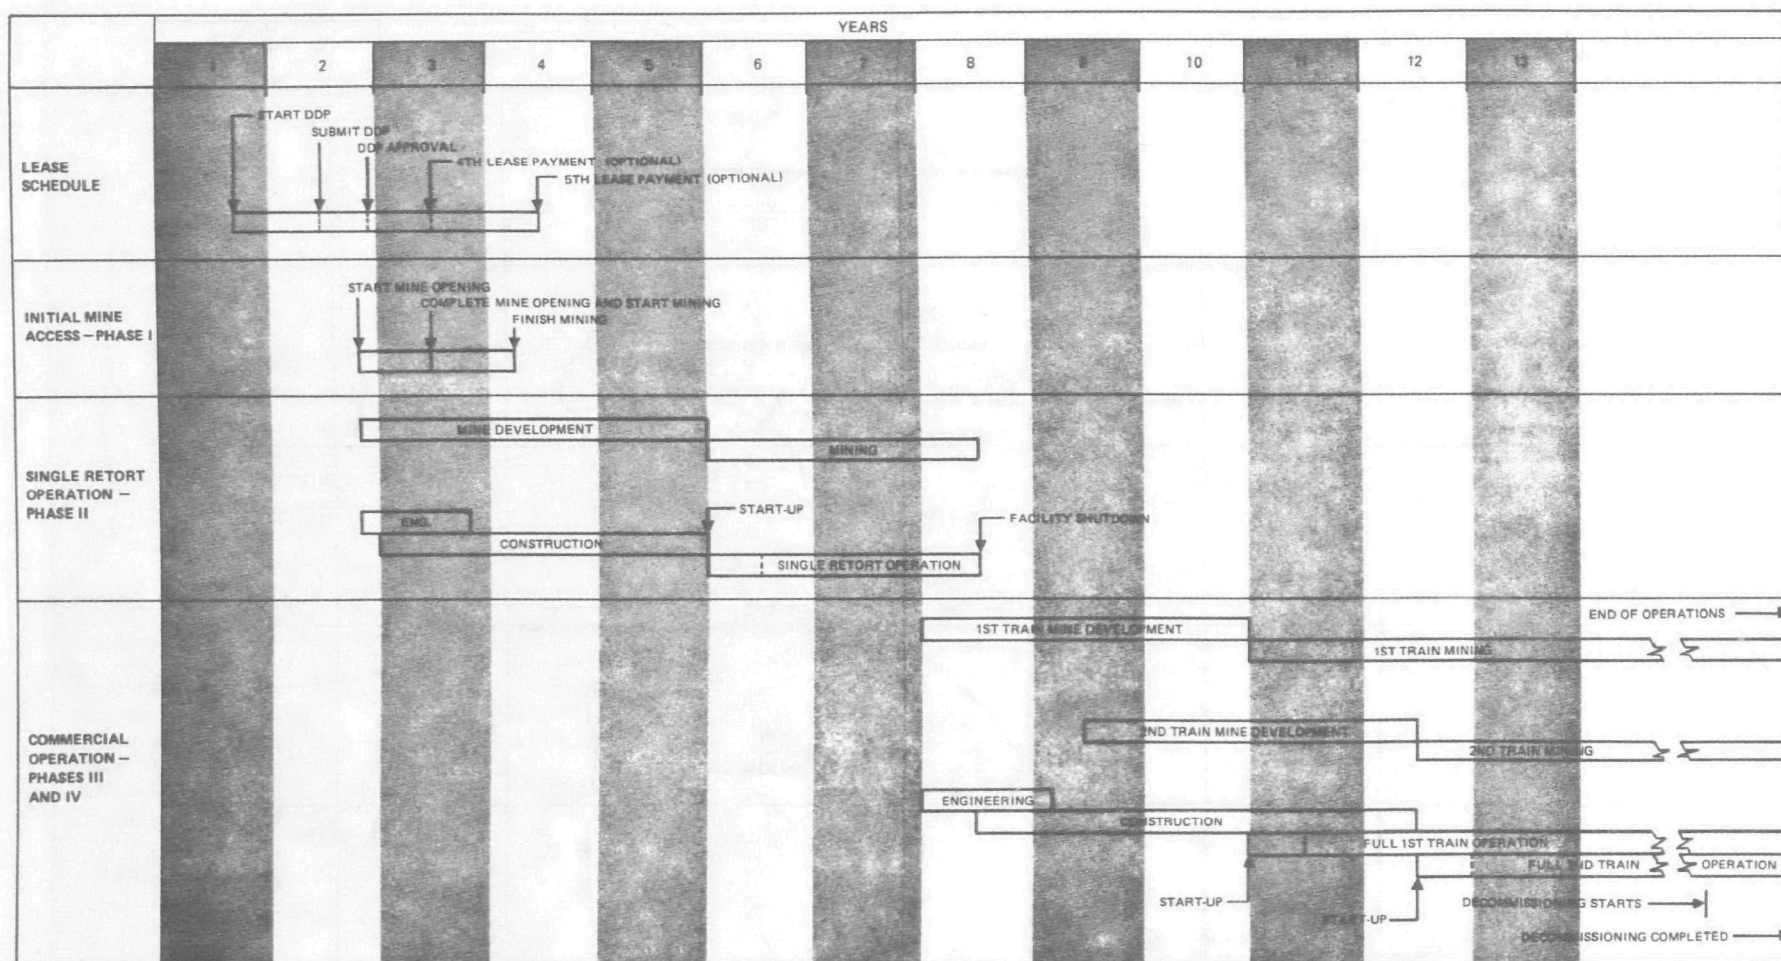 YEARS
1 2 3 4 5 6 7 8 9 10 11 12 13
LEASE
SCHEDULE
START DDP
SUBMIT DDP
DDP APPROVAL
4TH LEASE PAYMENT (OPTIONAL)
5TH LEASE PAYMENT (OPTIONAL)
INITIAL MINE
ACCESS — PHASE I
START MINE OPENING
COMPLETE MINE OPENING AND START MINING
FINISH MINING
SINGLE RETORT
OPERATION —
PHASE II
MINE DEVELOPMENT
MINING
ENG.
START-UP
CONSTRUCTION
FACILITY SHUTDOWN
SINGLE RETORT OPERATION
COMMERCIAL
OPERATION —
PHASES III
AND IV
END OF OPERATIONS
1ST TRAIN MINE DEVELOPMENT
1ST TRAIN MINING
2ND TRAIN MINE DEVELOPMENT
2ND TRAIN MINING
ENGINEERING
CONSTRUCTION
FULL 1ST TRAIN OPERATION
FULL 2ND TRAIN OPERATION
START-UP
START-UP
DECOMMISSIONING STARTS
DECOMMISSIONING COMPLETED